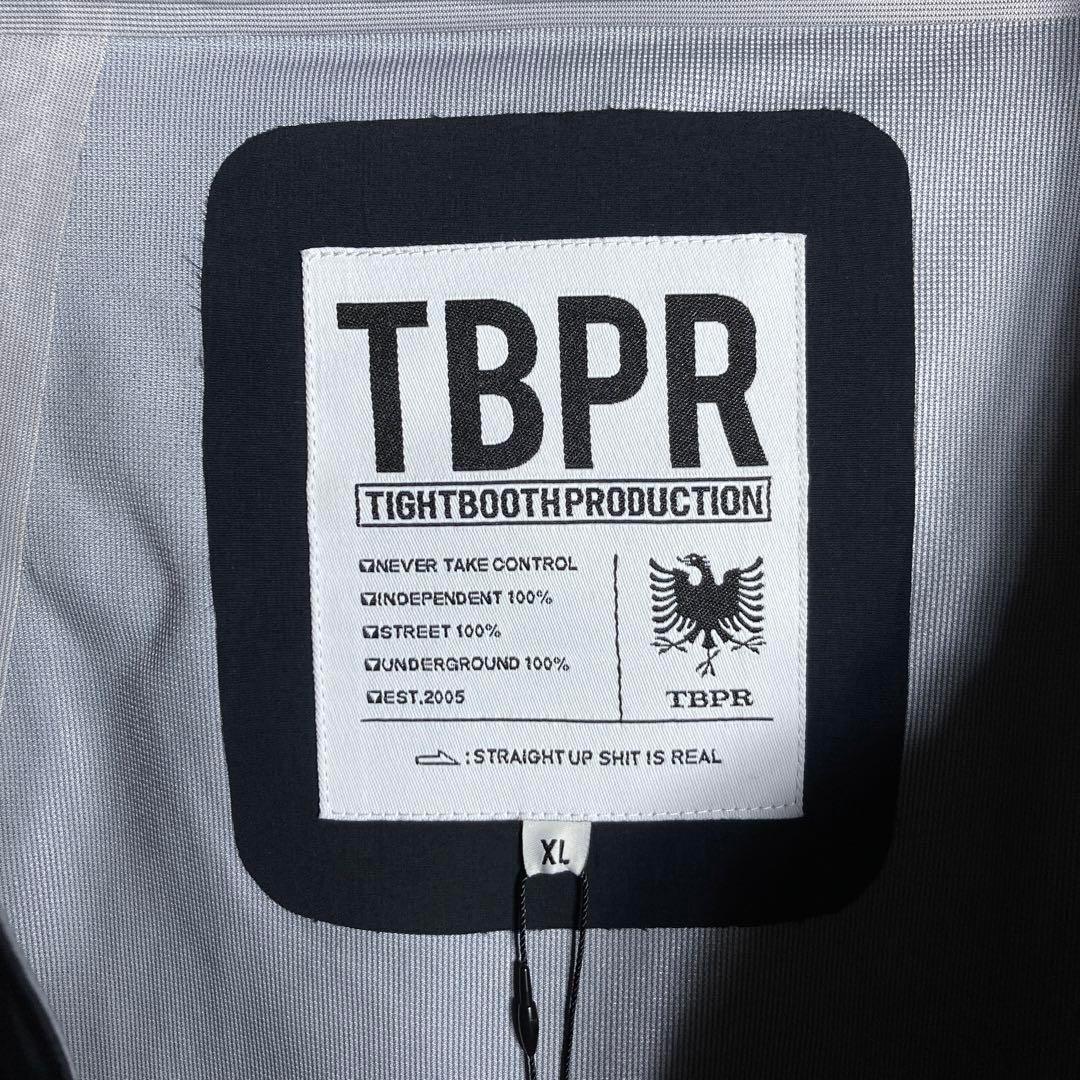 TBPR
TIGHTBOOTHPRODUCTION
NEVER TAKE CONTROL
INDEPENDENT 100%
STREET 100%
UNDERGROUND 100%
EST.2005
TBPR
:STRAIGHT UP SHIT IS REAL
XL